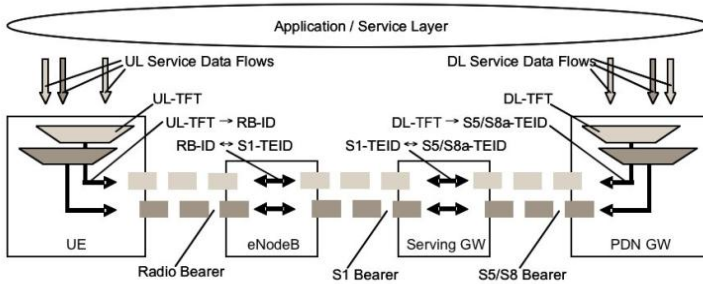 Application / Service Layer
UL Service Data Flows
DL Service Data Flows
UL-TFT
DL-TFT
UL-TFT → RB-ID
DL-TFT → S5/S8a-TEID
RB-ID ↔ S1-TEID
S1-TEID ↔ S5/S8a-TEID
UE
eNodeB
Serving GW
PDN GW
Radio Bearer
S1 Bearer
S5/S8 Bearer